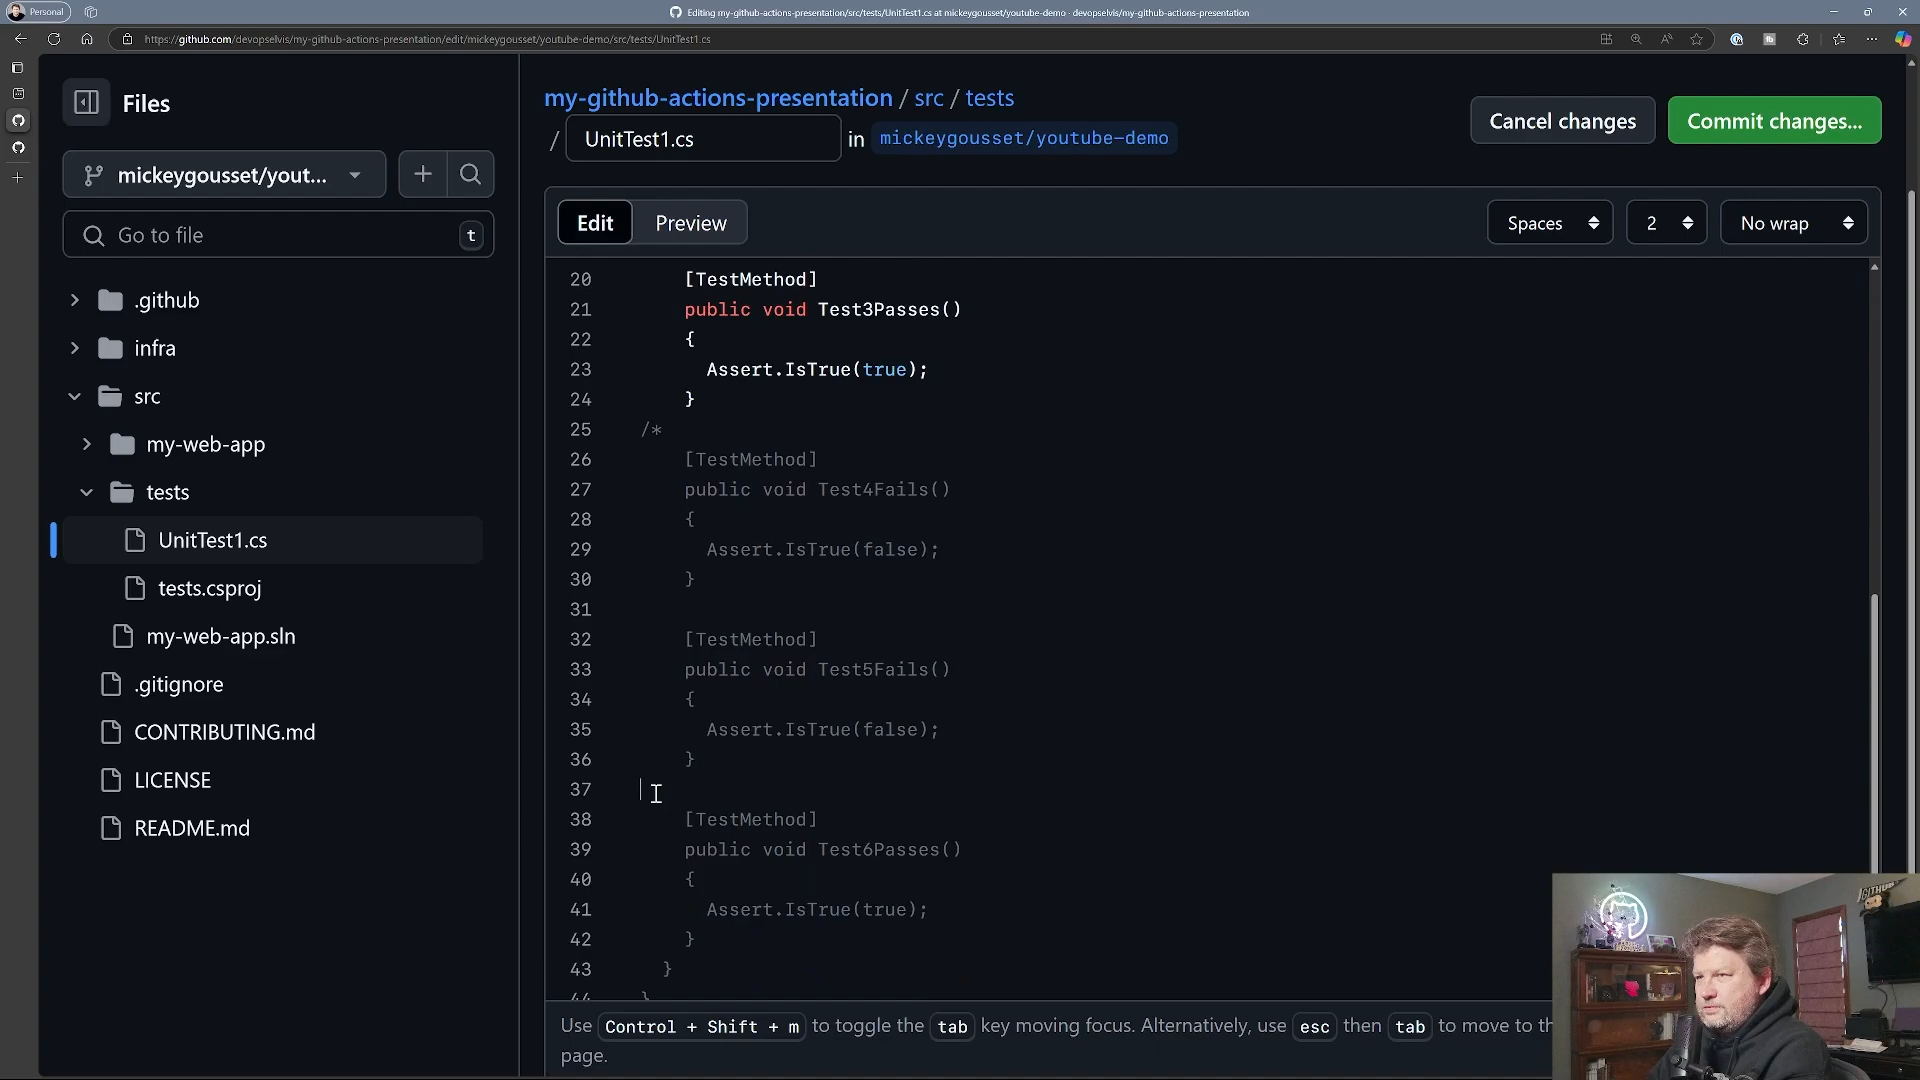 Personal
Editing my-github-actions-presentation/src/tests/UnitTest1.cs at mickeygousset/youtube-demo · devopselvis/my-github-actions-presentation
https://github.com/devopselvis/my-github-actions-presentation/edit/mickeygousset/youtube-demo/src/tests/UnitTest1.cs
Files
mickeygousset/yout...
Go to file
t
.github
infra
src
my-web-app
tests
UnitTest1.cs
tests.csproj
my-web-app.sln
.gitignore
CONTRIBUTING.md
LICENSE
README.md
my-github-actions-presentation / src / tests
/ UnitTest1.cs in mickeygousset/youtube-demo
Cancel changes
Commit changes...
Edit
Preview
Spaces
2
No wrap
20 [TestMethod]
21 public void Test3Passes()
22 {
23 Assert.IsTrue(true);
24 }
25 /*
26 [TestMethod]
27 public void Test4Fails()
28 {
29 Assert.IsTrue(false);
30 }
31
32 [TestMethod]
33 public void Test5Fails()
34 {
35 Assert.IsTrue(false);
36 }
37
38 [TestMethod]
39 public void Test6Passes()
40 {
41 Assert.IsTrue(true);
42 }
43 }
44 }
Use Control + Shift + m to toggle the tab key moving focus. Alternatively, use esc then tab to move to th
page.
GITHUB